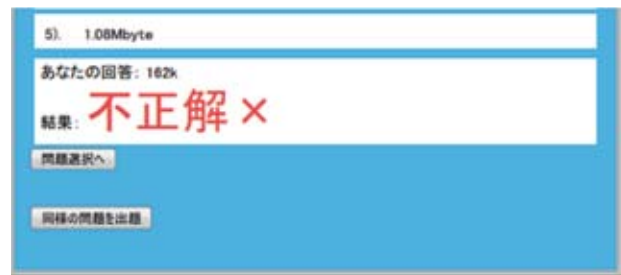 5).　1.08Mbyte
あなたの回答: 162k
結果: 不正解×
問題選択へ
同様の問題を出題